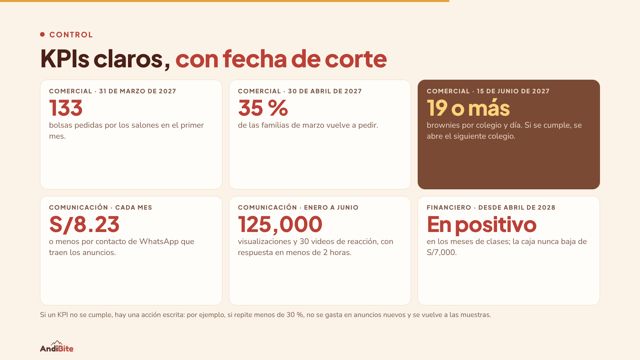 CONTROL
KPIs claros, con fecha de corte
COMERCIAL · 31 DE MARZO DE 2027
133
bolsas pedidas por los salones en el primer
mes.
COMERCIAL · 30 DE ABRIL DE 2027
35 %
de las familias de marzo vuelve a pedir.
COMERCIAL · 15 DE JUNIO DE 2027
19 o más
brownies por colegio y día. Si se cumple, se
abre el siguiente colegio.
COMUNICACIÓN · CADA MES
S/8.23
o menos por contacto de WhatsApp que
traen los anuncios.
COMUNICACIÓN · ENERO A JUNIO
125,000
visualizaciones y 30 videos de reacción, con
respuesta en menos de 2 horas.
FINANCIERO · DESDE ABRIL DE 2028
En positivo
en los meses de clases; la caja nunca baja de
S/7,000.
Si un KPI no se cumple, hay una acción escrita: por ejemplo, si repite menos de 30 %, no se gasta en anuncios nuevos y se vuelve a las muestras.
AndiBite